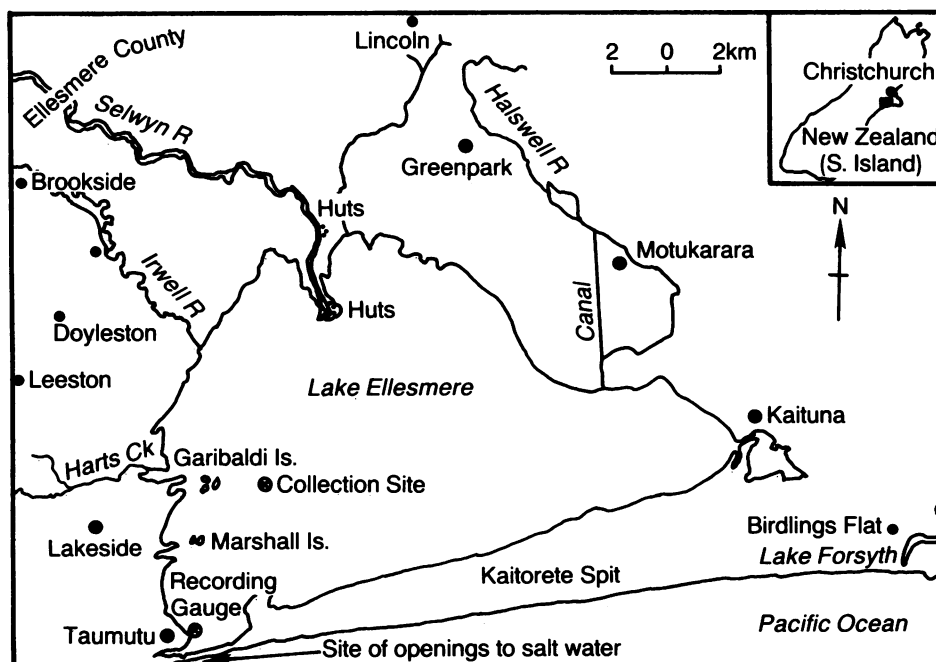 Lincoln
2 0 2km
Christchurch
New Zealand
(S. Island)
Ellesmere County
Selwyn R
Halswell R
Greenpark
Brookside
Huts
N
Irwell R
Motukarara
Huts
Canal
Doyleston
Leeston
Lake Ellesmere
Kaituna
Harts Ck
Garibaldi Is.
Collection Site
Lakeside
Marshall Is.
Birdlings Flat
Lake Forsyth
Recording
Gauge
Kaitorete Spit
Taumutu
Pacific Ocean
Site of openings to salt water